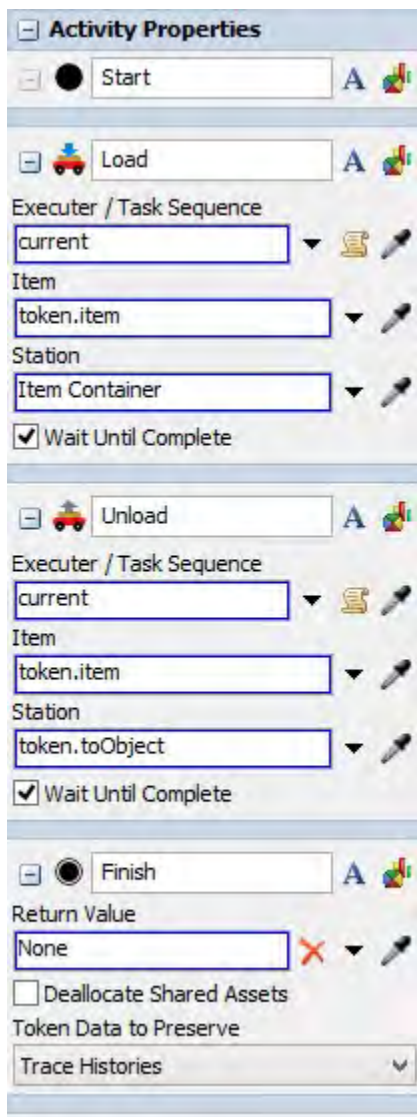 Activity Properties
Start
A
Load
A
Executer / Task Sequence
current
Item
token.item
Station
Item Container
Wait Until Complete
Unload
A
Executer / Task Sequence
current
Item
token.item
Station
token.toObject
Wait Until Complete
Finish
A
Return Value
None
Deallocate Shared Assets
Token Data to Preserve
Trace Histories